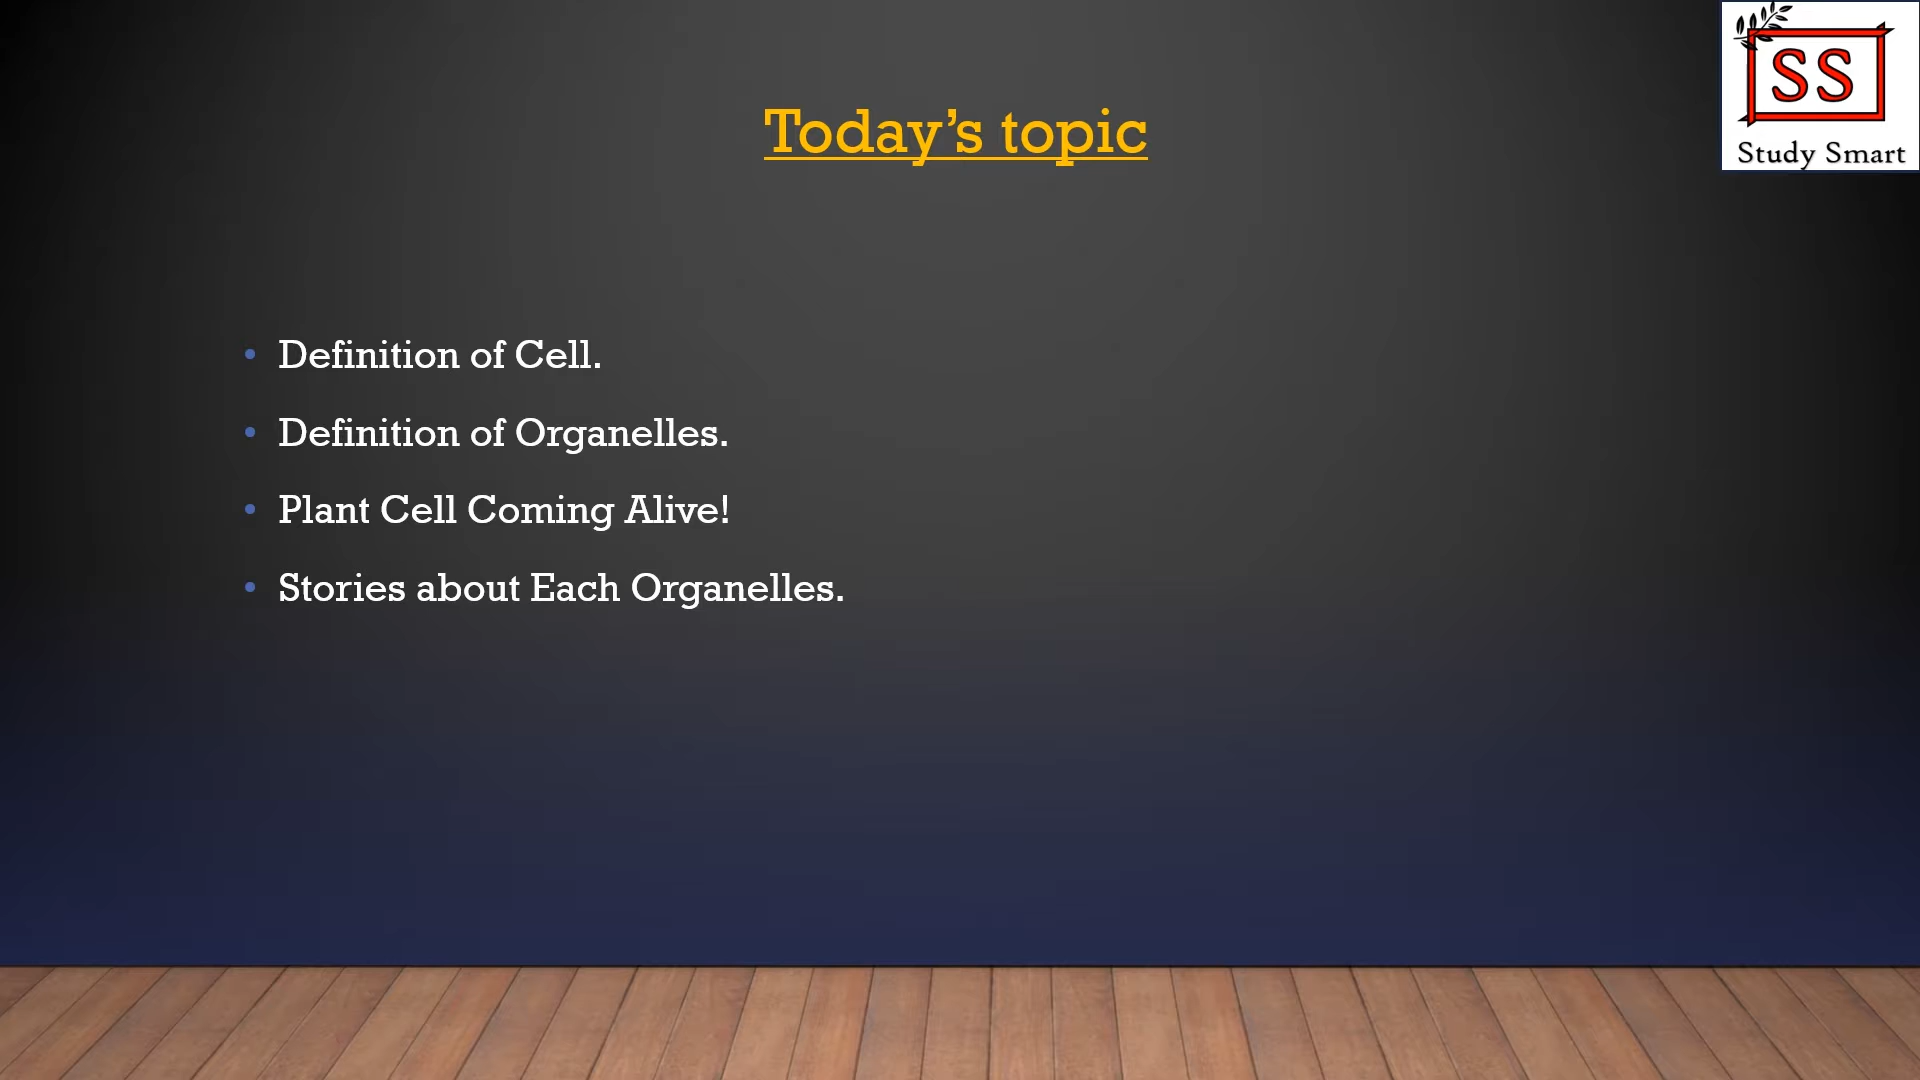 Today’s topic
SS
Study Smart
• Definition of Cell.
• Definition of Organelles.
• Plant Cell Coming Alive!
• Stories about Each Organelles.